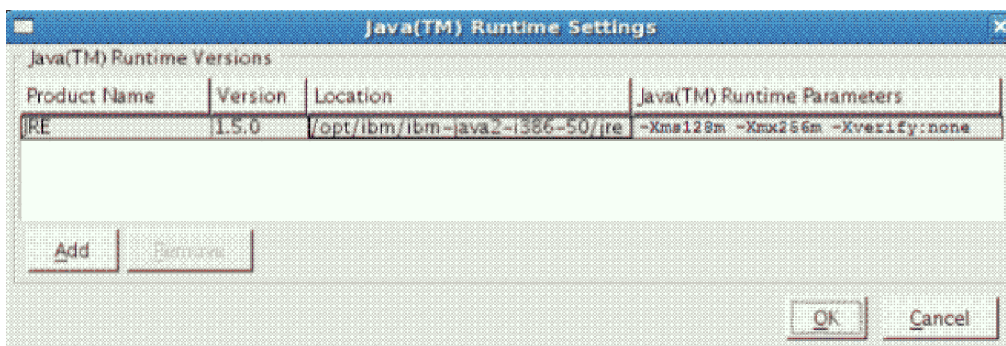 Java(TM) Runtime Settings
Java(TM) Runtime Versions
Product Name Version Location Java(TM) Runtime Parameters
JRE 1.5.0 /opt/ibm/ibm-java2-i386-50/jre -Xms128m -Xmx256m -Xverify:none
Add Remove
OK Cancel